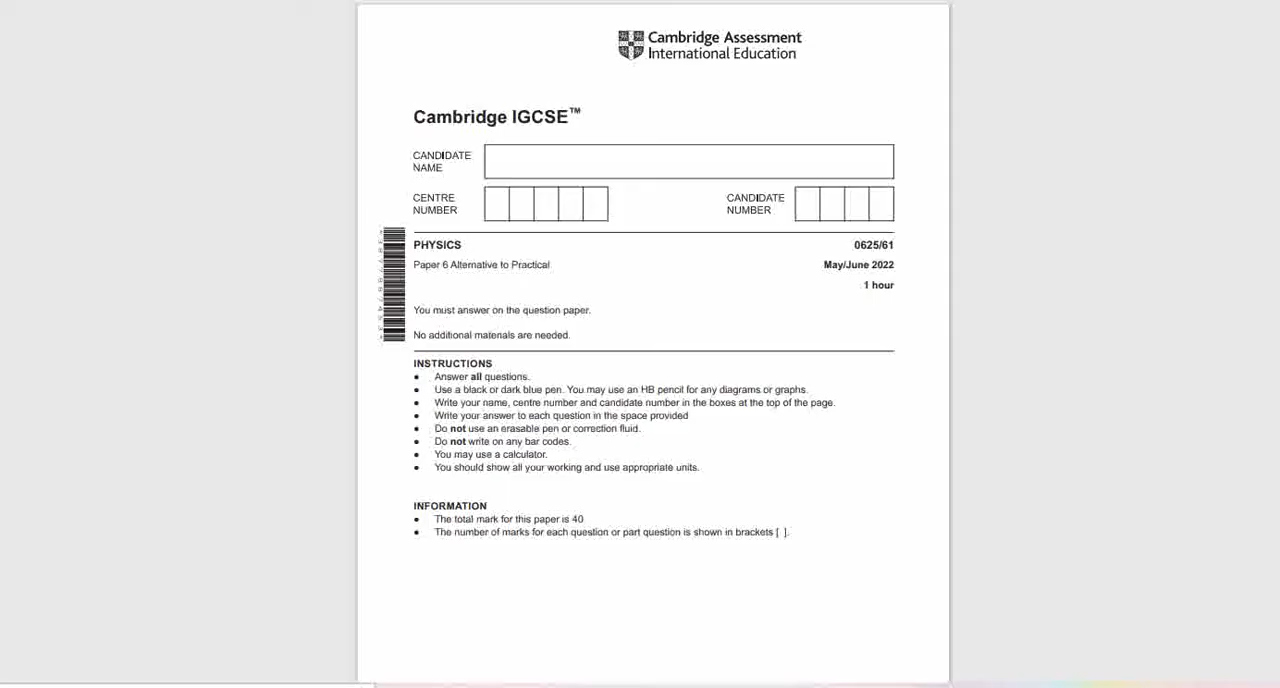 Cambridge Assessment
International Education
Cambridge IGCSE™
CANDIDATE
NAME
CENTRE
NUMBER
CANDIDATE
NUMBER
PHYSICS 0625/61
Paper 6 Alternative to Practical May/June 2022
1 hour
You must answer on the question paper.
No additional materials are needed.
INSTRUCTIONS
● Answer all questions.
● Use a black or dark blue pen. You may use an HB pencil for any diagrams or graphs.
● Write your name, centre number and candidate number in the boxes at the top of the page.
● Write your answer to each question in the space provided
● Do not use an erasable pen or correction fluid.
● Do not write on any bar codes.
● You may use a calculator.
● You should show all your working and use appropriate units.
INFORMATION
● The total mark for this paper is 40
● The number of marks for each question or part question is shown in brackets [ ].